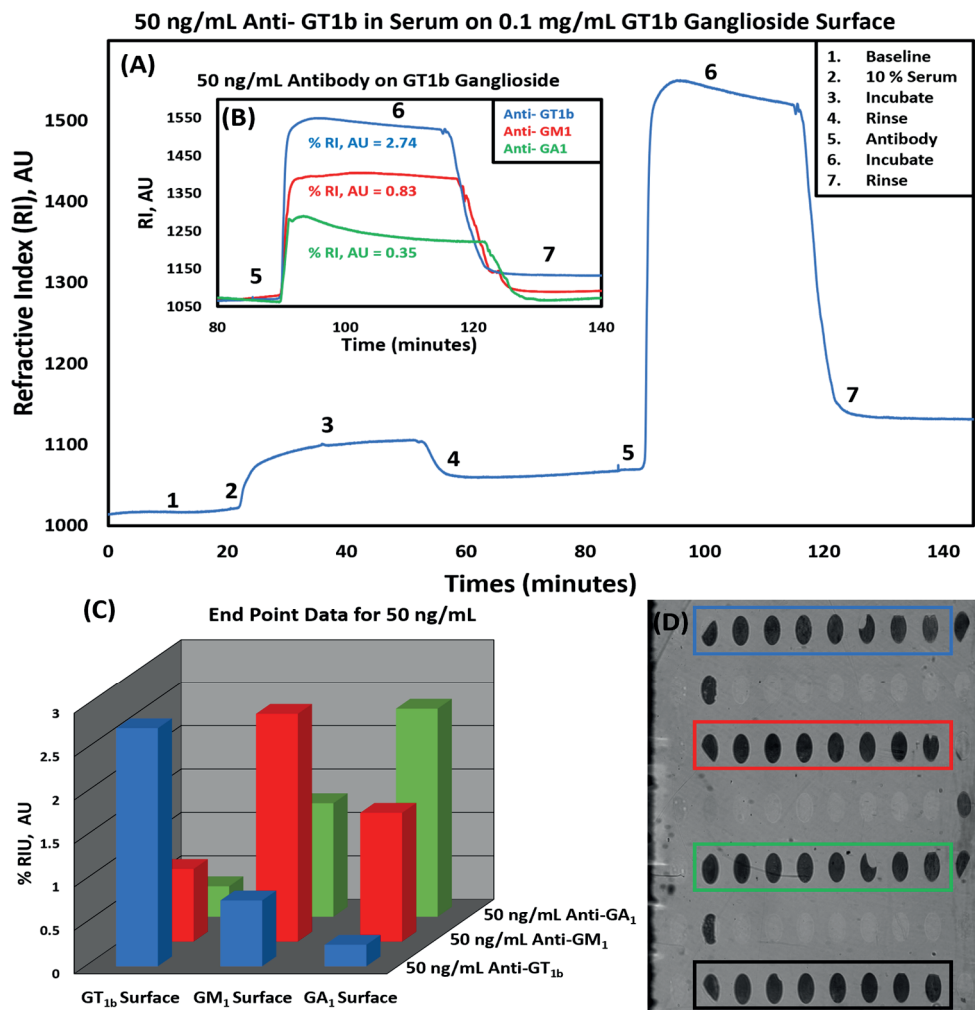 50 ng/mL Anti- GT1b in Serum on 0.1 mg/mL GT1b Ganglioside Surface
(A)
Refractive Index (RI), AU
1500
1400
1300
1200
1100
1000
0
20
40
60
80
100
120
140
Times (minutes)
1
2
3
4
5
6
7
1. Baseline
2. 10 % Serum
3. Incubate
4. Rinse
5. Antibody
6. Incubate
7. Rinse
50 ng/mL Antibody on GT1b Ganglioside
(B)
RI, AU
1550
1450
1350
1250
1150
1050
80
100
120
140
Time (minutes)
5
6
7
% RI, AU = 2.74
% RI, AU = 0.83
% RI, AU = 0.35
Anti- GT1b
Anti- GM1
Anti- GA1
(C)
End Point Data for 50 ng/mL
% RIU, AU
3
2.5
2
1.5
1
0.5
0
GT1b Surface
GM1 Surface
GA1 Surface
50 ng/mL Anti-GA1
50 ng/mL Anti-GM1
50 ng/mL Anti-GT1b
(D)